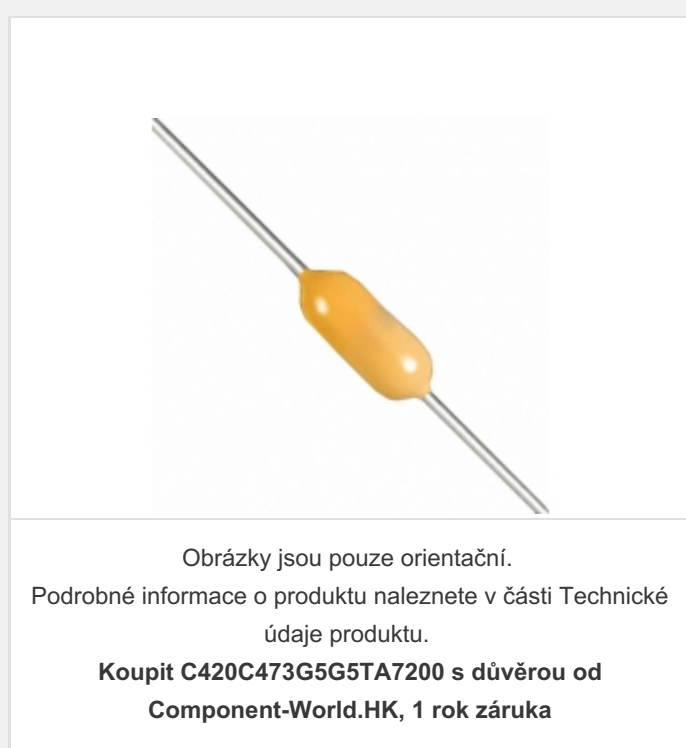 Obrázky jsou pouze orientační.
Podrobné informace o produktu naleznete v části Technické
údaje produktu.
Koupit C420C473G5G5TA7200 s důvěrou od
Component-World.HK, 1 rok záruka